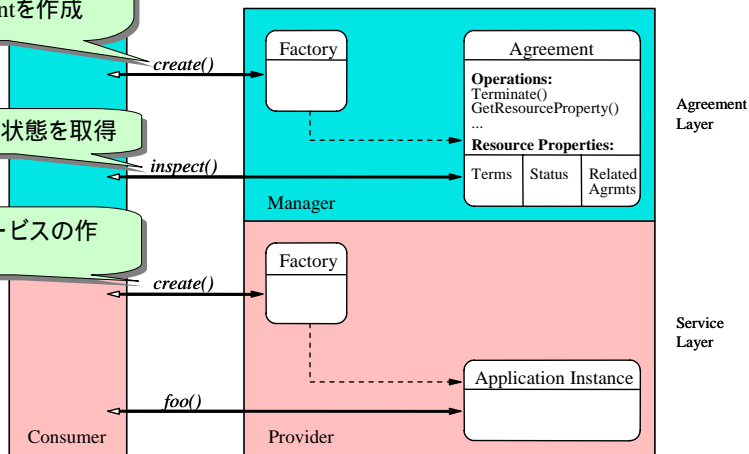 ntを作成
create()
Factory
Agreement
Operations:
Terminate()
GetResourceProperty()
...
Resource Properties:
Terms
Status
Related
Agrmts
Agreement
Layer
状態を取得
inspect()
Manager
ービスの作
create()
Factory
Service
Layer
Application Instance
foo()
Consumer
Provider